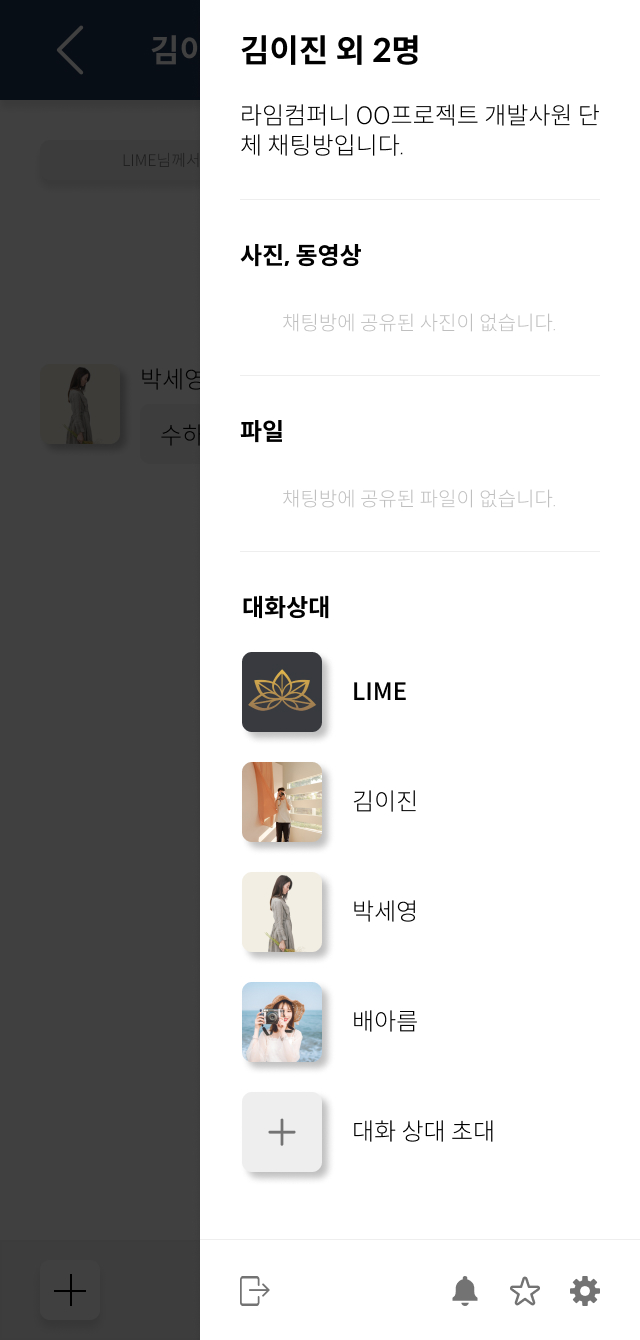 김이
김이진 외 2명
라임컴퍼니 OO프로젝트 개발사원 단
체 채팅방입니다.
LIME님께서
사진, 동영상
채팅방에 공유된 사진이 없습니다.
박세영
수하
파일
채팅방에 공유된 파일이 없습니다.
대화상대
LIME
김이진
박세영
배아름
대화 상대 초대